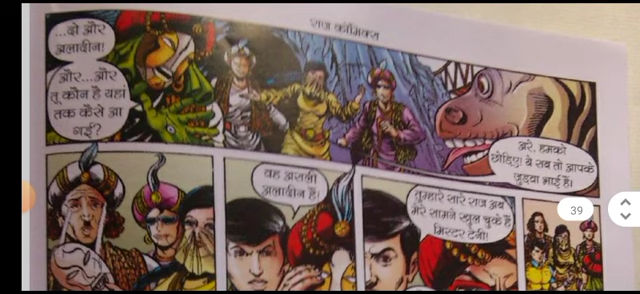 राज कॉमिक्स
...दो और
अलादीन!
और...और
तू कौन है यहां
तक कैसे आ
गई?
अरे, हमको
छोड़िए! ये सब तो आपके
जुड़वा भाई हैं।
वह असली
अलादीन है।
तुम्हारे सारे राज अब
मेरे सामने खुल चुके हैं
मिस्टर टैनी!
39